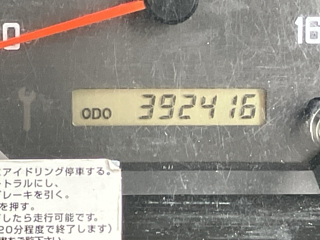 ODO 392416
アイドリング停車する。
トラルにし、
ブレーキを引く。
を押す。
したら走行可能です。
20分程度で終了します）